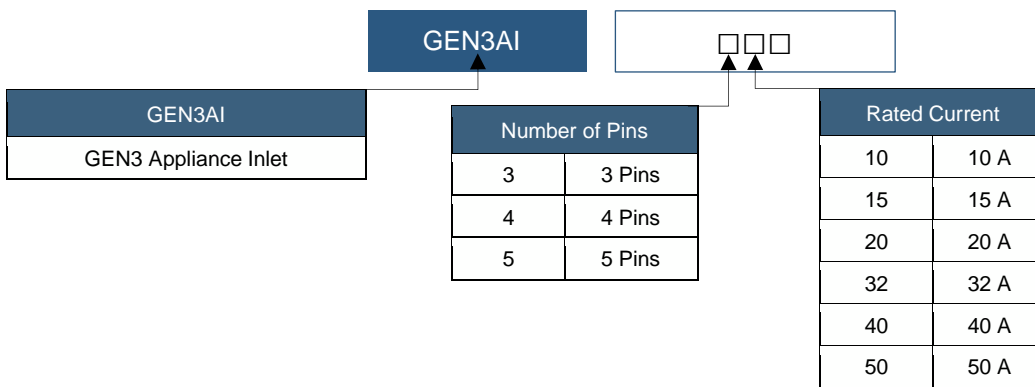 GEN3AI □□□
GEN3AI
GEN3 Appliance Inlet
Number of Pins
3 3 Pins
4 4 Pins
5 5 Pins
Rated Current
10 10 A
15 15 A
20 20 A
32 32 A
40 40 A
50 50 A